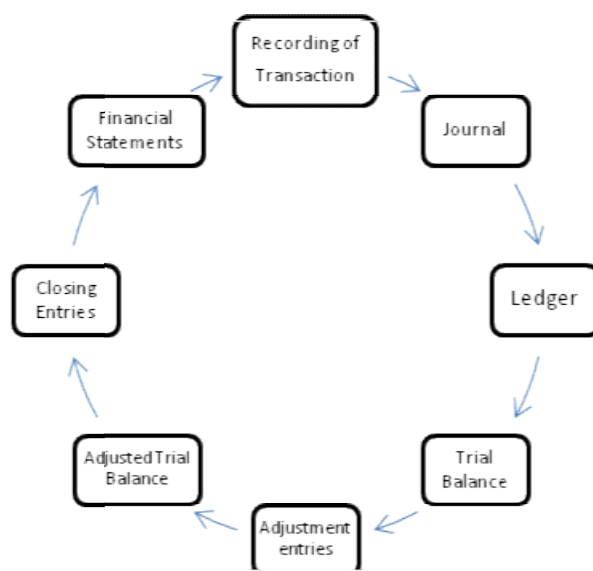 Recording of
Transaction
Journal
Ledger
Trial
Balance
Adjustment
entries
Adjusted Trial
Balance
Closing
Entries
Financial
Statements